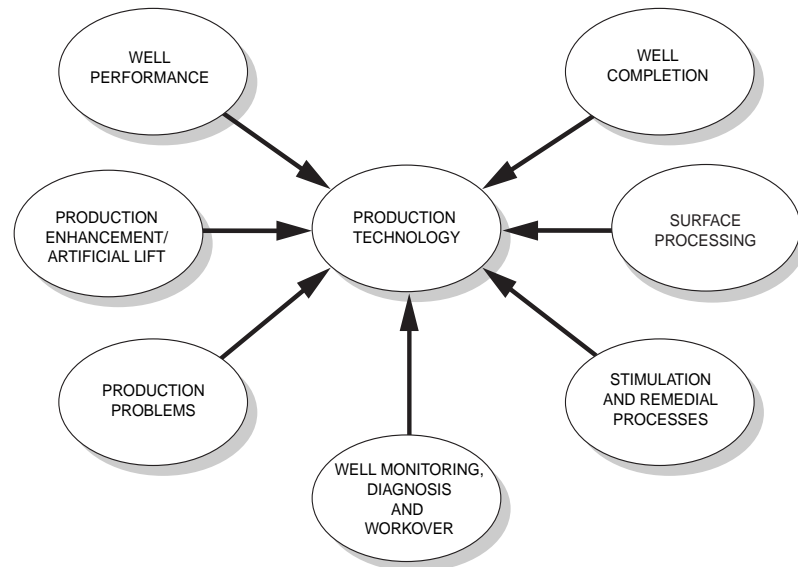 WELL
PERFORMANCE
WELL
COMPLETION
PRODUCTION
ENHANCEMENT/
ARTIFICIAL LIFT
PRODUCTION
TECHNOLOGY
SURFACE
PROCESSING
PRODUCTION
PROBLEMS
STIMULATION
AND REMEDIAL
PROCESSES
WELL MONITORING,
DIAGNOSIS
AND
WORKOVER